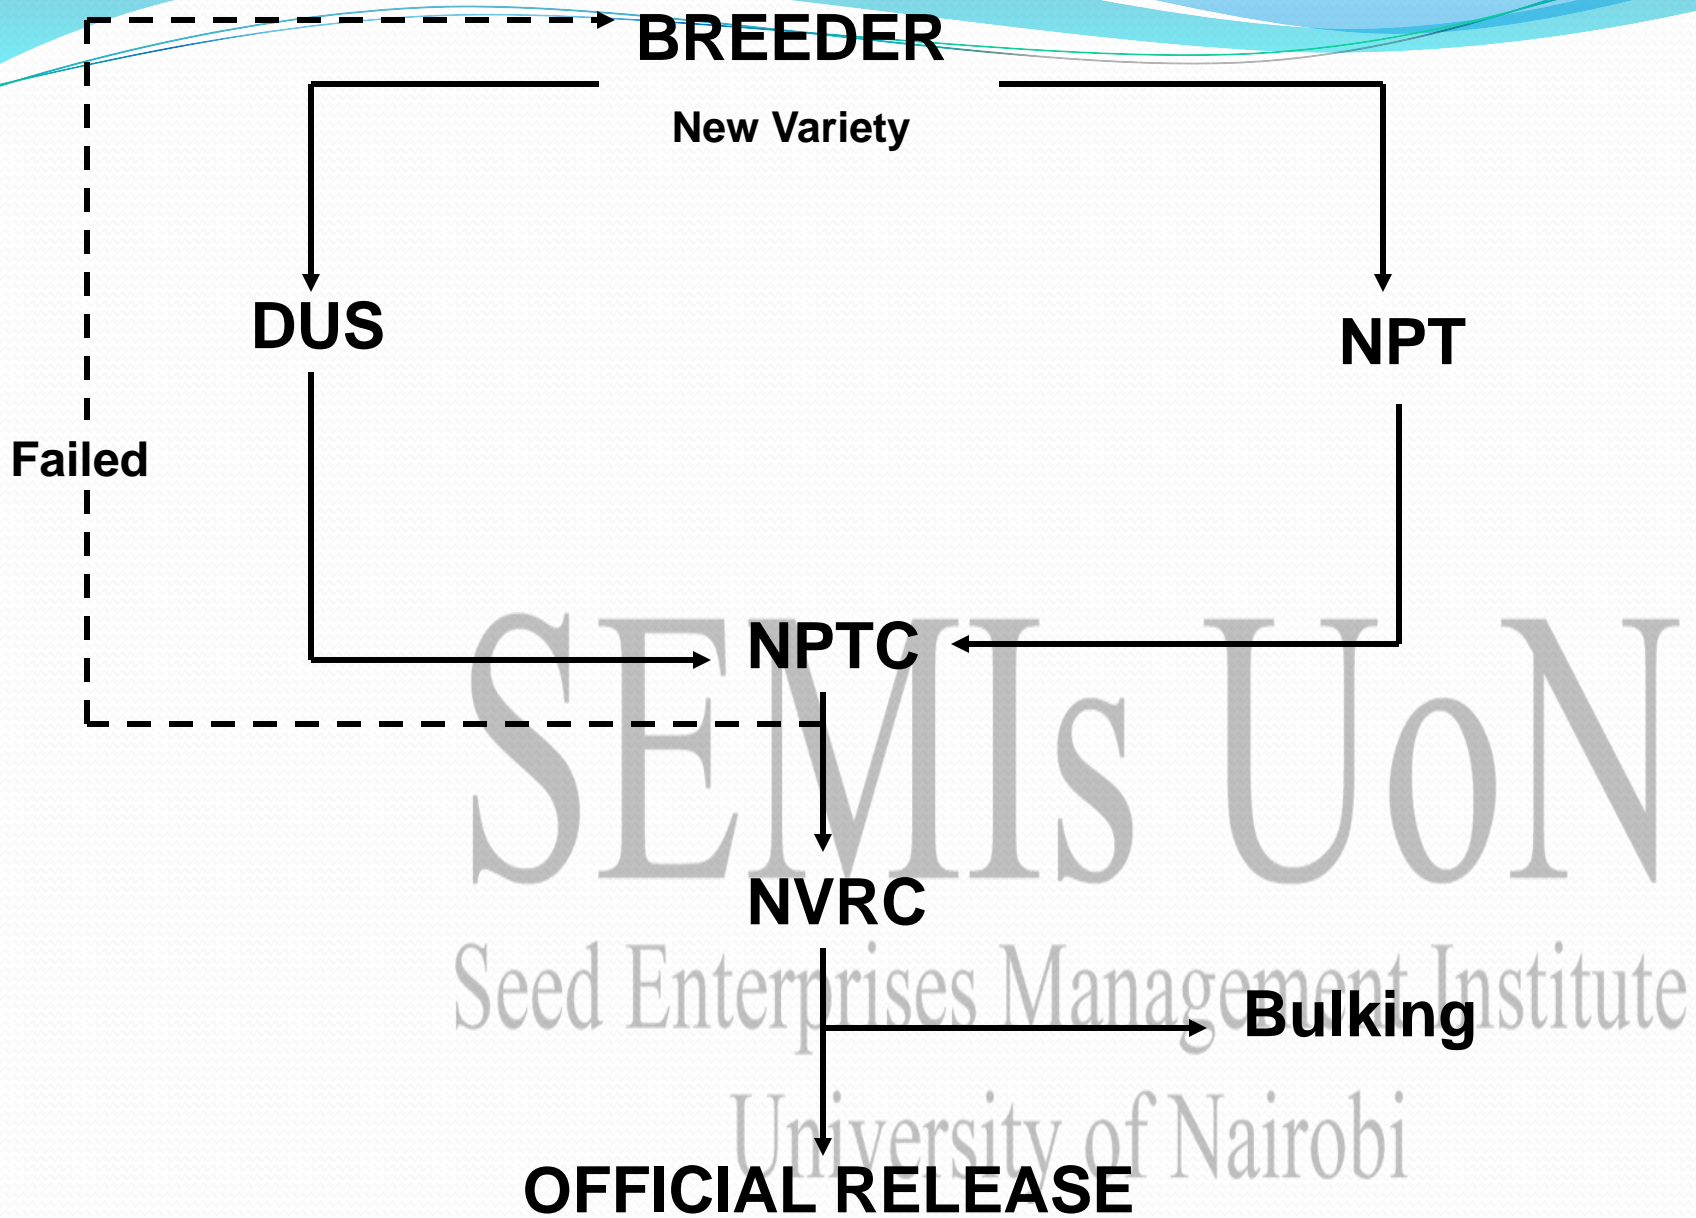 BREEDER
New Variety
DUS
NPT
Failed
NPTC
SEMIs UoN
NVRC
Seed Enterprises Management Institute
Bulking
University of Nairobi
OFFICIAL RELEASE